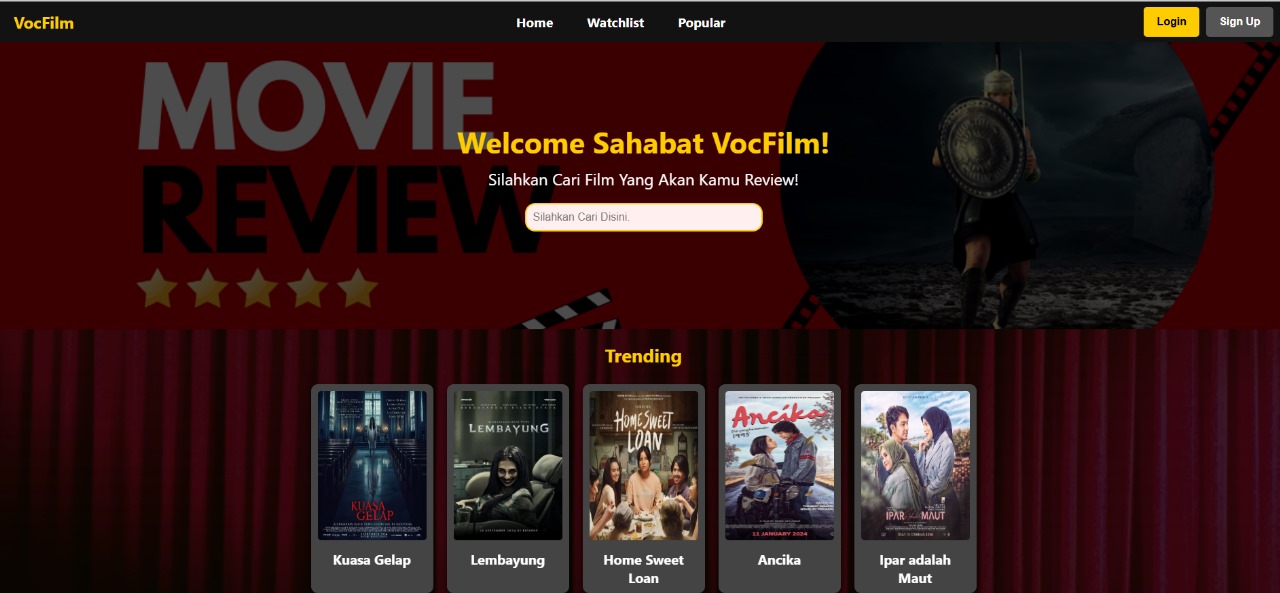 VocFilm
Home
Watchlist
Popular
Login
Sign Up
MOVIE
REVIEW
Welcome Sahabat VocFilm!
Silahkan Cari Film Yang Akan Kamu Review!
Silahkan Cari Disini.
Trending
KUASA
GELAP
LEMBAYUNG
HOME SWEET
LOAN
Ancika
1995
11 JANUARY 2024
IPAR adalah MAUT
Kuasa Gelap
Lembayung
Home Sweet
Loan
Ancika
Ipar adalah
Maut